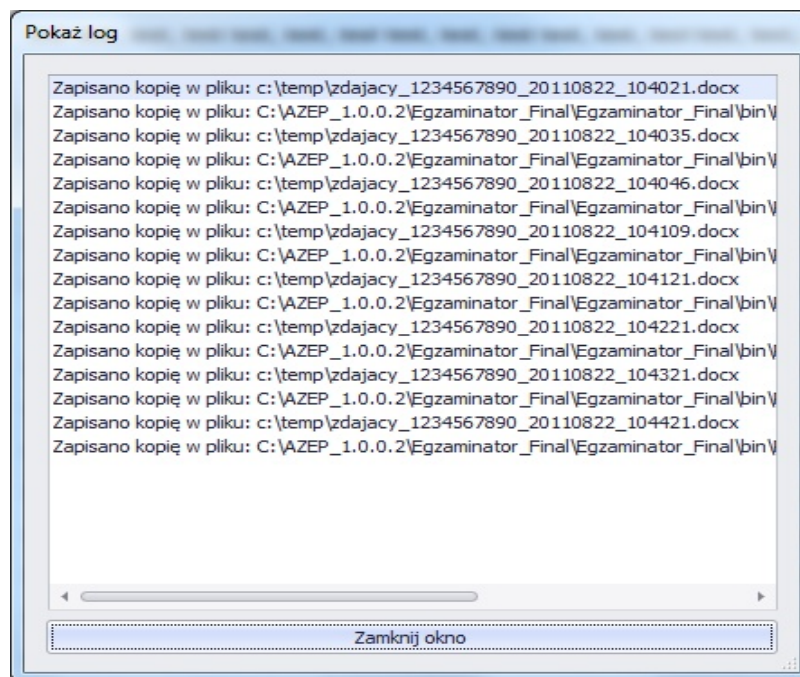 Pokaż log
Zapisano kopię w pliku: c:\temp\zdajacy_1234567890_20110822_104021.docx
Zapisano kopię w pliku: C:\AZEP_1.0.0.2\Egzaminator_Final\Egzaminator_Final\bin\
Zapisano kopię w pliku: c:\temp\zdajacy_1234567890_20110822_104035.docx
Zapisano kopię w pliku: C:\AZEP_1.0.0.2\Egzaminator_Final\Egzaminator_Final\bin\
Zapisano kopię w pliku: c:\temp\zdajacy_1234567890_20110822_104046.docx
Zapisano kopię w pliku: C:\AZEP_1.0.0.2\Egzaminator_Final\Egzaminator_Final\bin\
Zapisano kopię w pliku: c:\temp\zdajacy_1234567890_20110822_104109.docx
Zapisano kopię w pliku: C:\AZEP_1.0.0.2\Egzaminator_Final\Egzaminator_Final\bin\
Zapisano kopię w pliku: c:\temp\zdajacy_1234567890_20110822_104121.docx
Zapisano kopię w pliku: C:\AZEP_1.0.0.2\Egzaminator_Final\Egzaminator_Final\bin\
Zapisano kopię w pliku: c:\temp\zdajacy_1234567890_20110822_104221.docx
Zapisano kopię w pliku: C:\AZEP_1.0.0.2\Egzaminator_Final\Egzaminator_Final\bin\
Zapisano kopię w pliku: c:\temp\zdajacy_1234567890_20110822_104321.docx
Zapisano kopię w pliku: C:\AZEP_1.0.0.2\Egzaminator_Final\Egzaminator_Final\bin\
Zapisano kopię w pliku: c:\temp\zdajacy_1234567890_20110822_104421.docx
Zapisano kopię w pliku: C:\AZEP_1.0.0.2\Egzaminator_Final\Egzaminator_Final\bin\
Zamknij okno